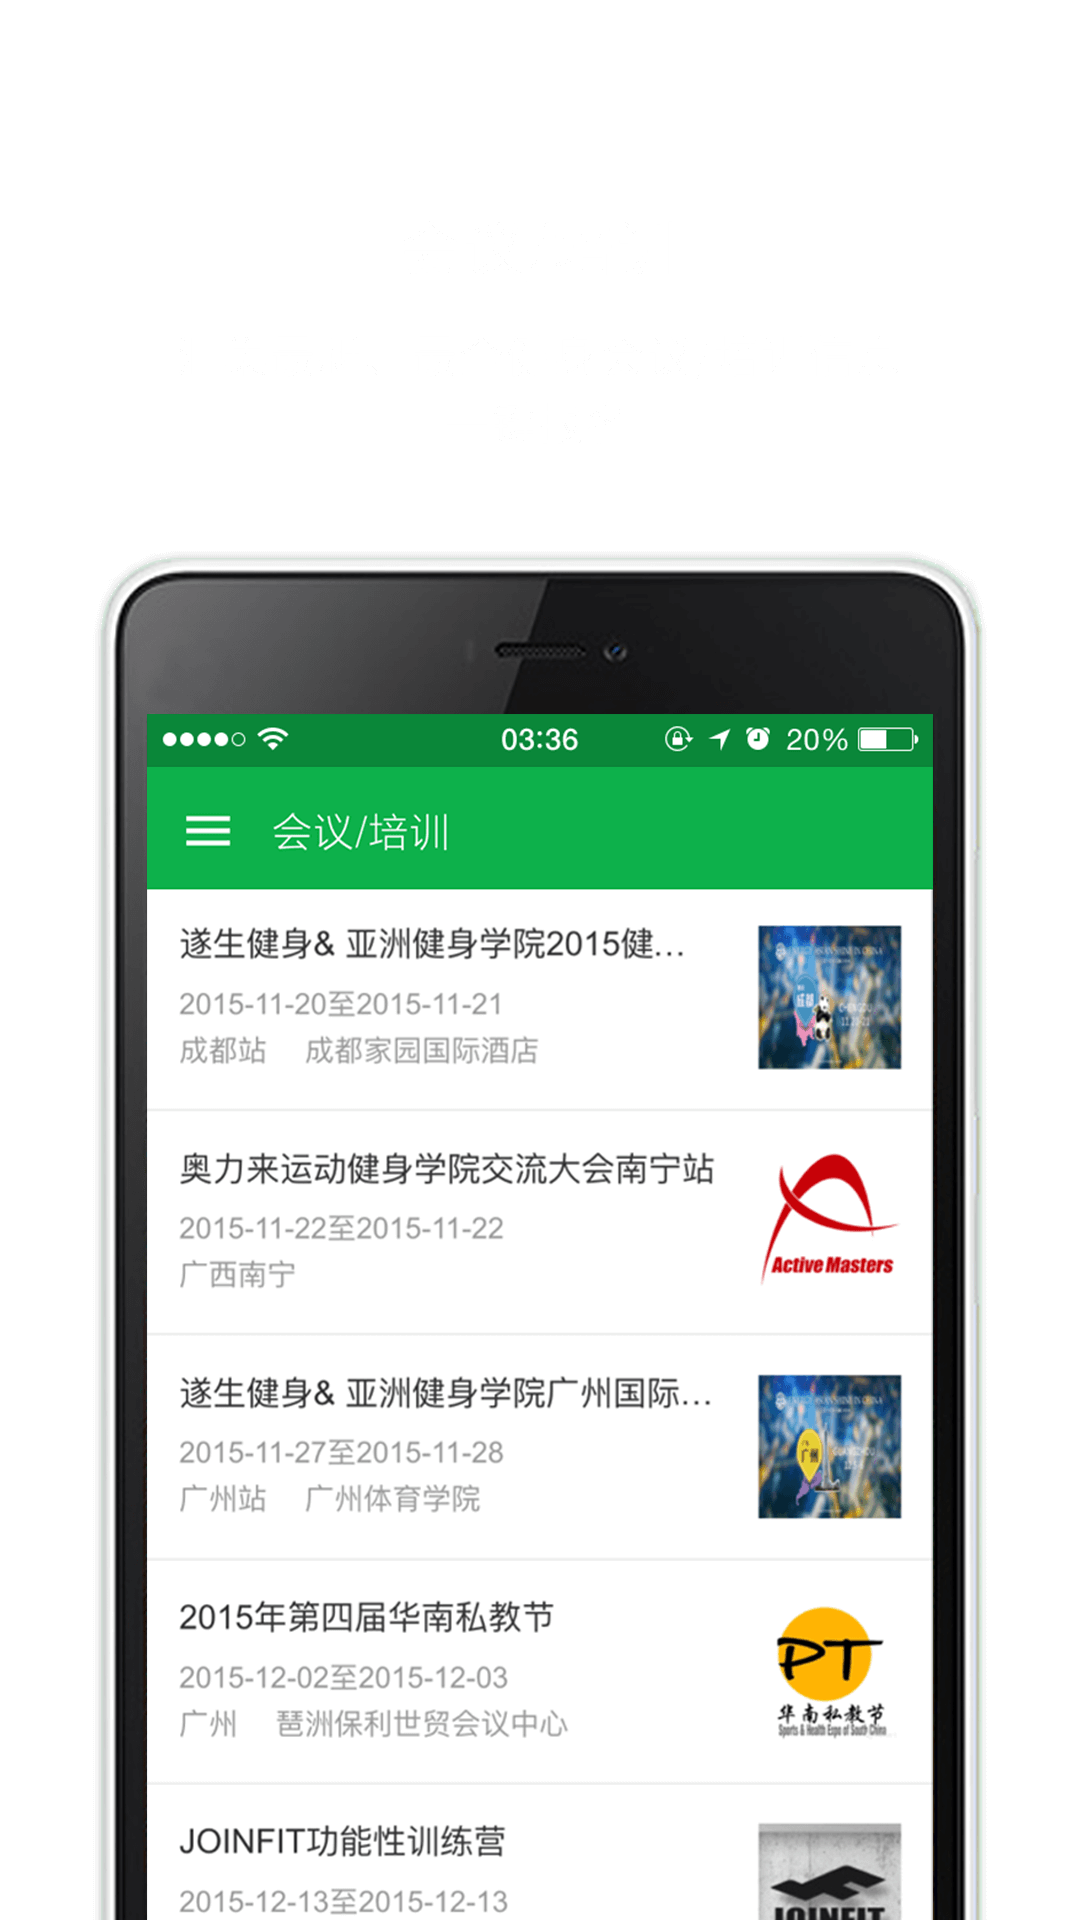 03:36
20%
会议/培训
遂生健身& 亚洲健身学院2015健...
2015-11-20至2015-11-21
成都站 成都家园国际酒店
成都
奥力来运动健身学院交流大会南宁站
2015-11-22至2015-11-22
广西南宁
Active Masters
遂生健身& 亚洲健身学院广州国际...
2015-11-27至2015-11-28
广州站 广州体育学院
广州
2015年第四届华南私教节
2015-12-02至2015-12-03
广州 琶洲保利世贸会议中心
PT
华南私教节
Sports & Health Expo of South China
JOINFIT功能性训练营
2015-12-13至2015-12-13
JOINFIT